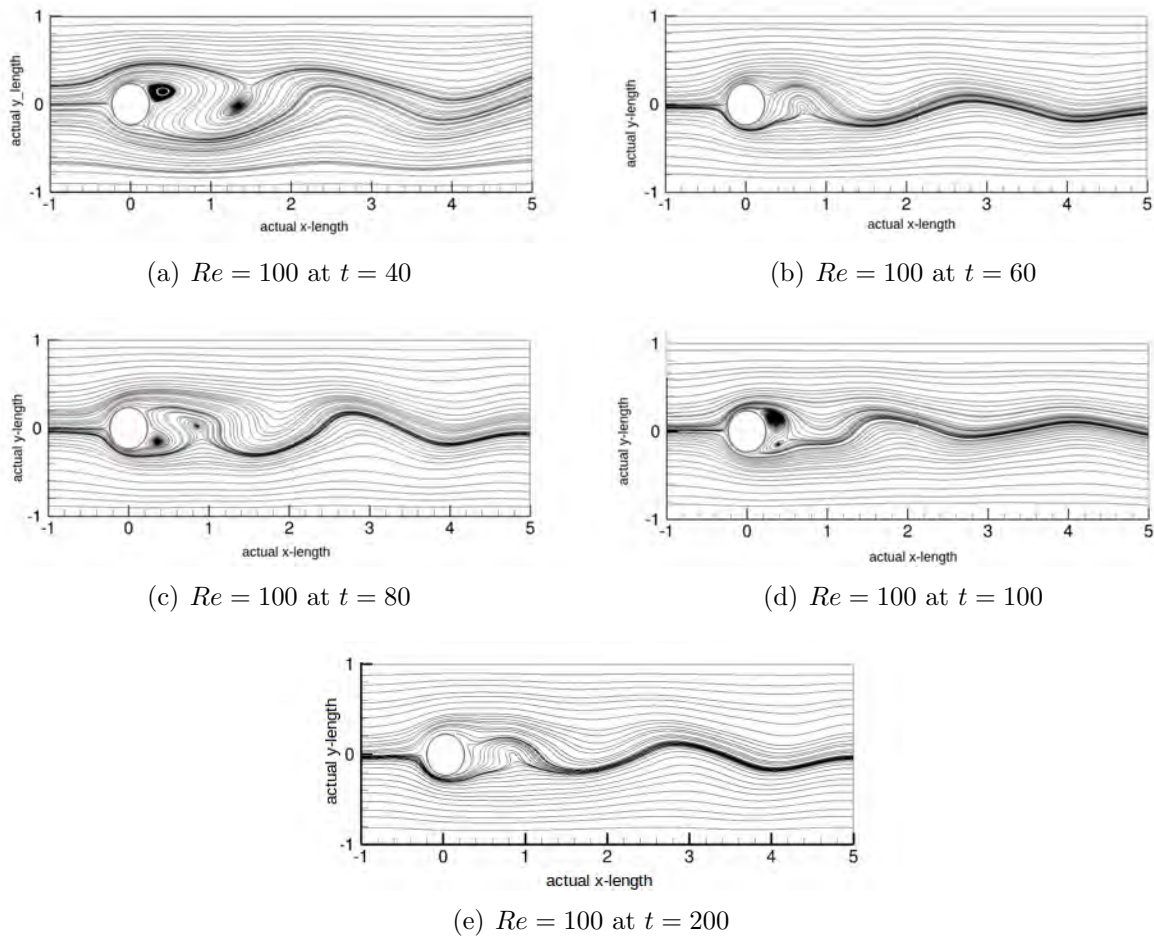 1
actual y_length
0
-1
-1 0 1 2 3 4 5
actual x-length
(a) Re = 100 at t = 40
1
actual y-length
0
-1
-1 0 1 2 3 4 5
actual x-length
(b) Re = 100 at t = 60
1
actual y-length
0
-1
-1 0 1 2 3 4 5
actual x-length
(c) Re = 100 at t = 80
1
actual y-length
0
-1
-1 0 1 2 3 4 5
actual x-length
(d) Re = 100 at t = 100
1
actual y-length
0
-1
-1 0 1 2 3 4 5
actual x-length
(e) Re = 100 at t = 200